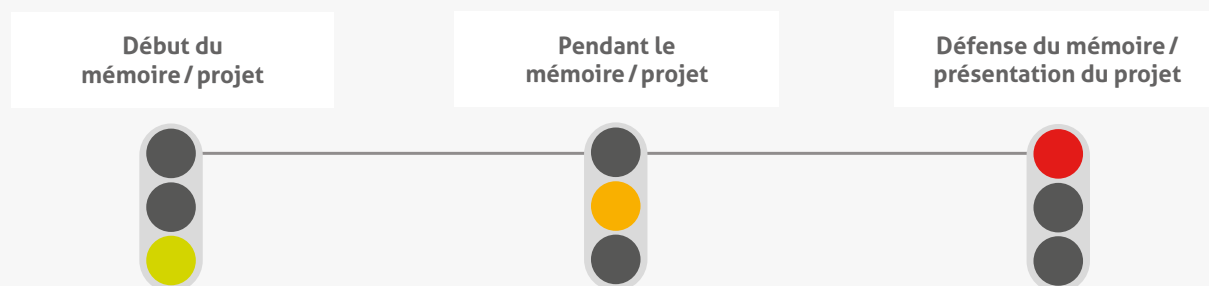 Début du
mémoire / projet
Pendant le
mémoire / projet
Défense du mémoire /
présentation du projet